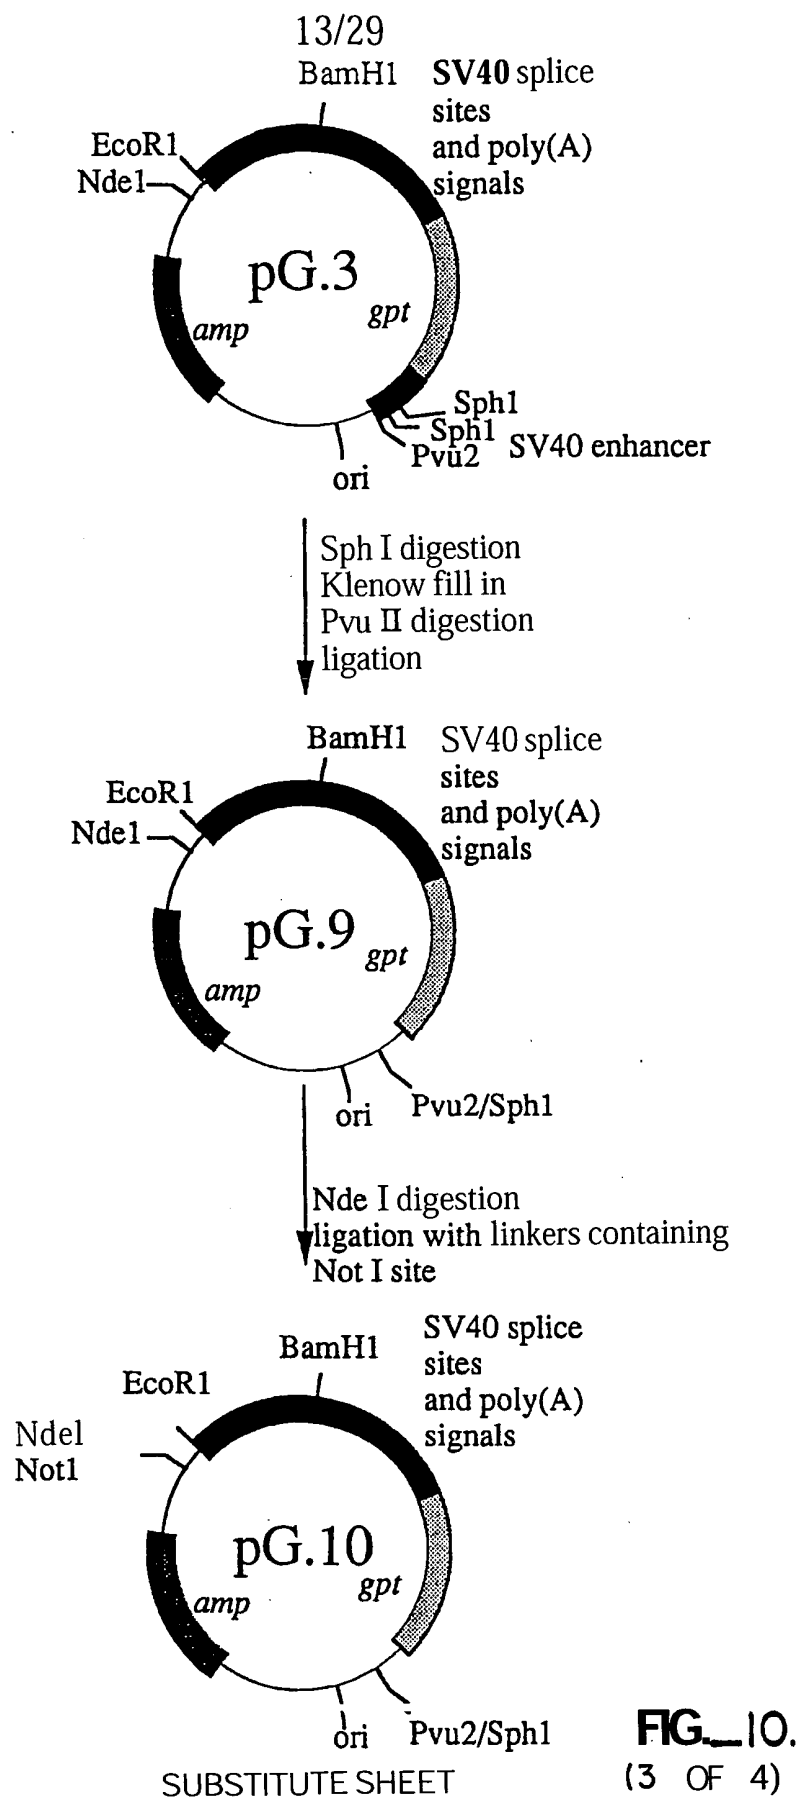 13/29
BamH1
SV40 splice
sites
and poly(A)
signals
EcoR1
Nde1
pG.3
gpt
amp
Sph1
Sph1
Pvu2
SV40 enhancer
ori
Sph I digestion
Klenow fill in
Pvu II digestion
ligation
BamH1
SV40 splice
sites
and poly(A)
signals
EcoR1
Nde1
pG.9
gpt
amp
ori
Pvu2/Sph1
Nde I digestion
ligation with linkers containing
Not I site
BamH1
SV40 splice
sites
and poly(A)
signals
EcoR1
Nde1
Not1
pG.10
gpt
amp
ori
Pvu2/Sph1
FIG._10.
(3 OF 4)
SUBSTITUTE SHEET